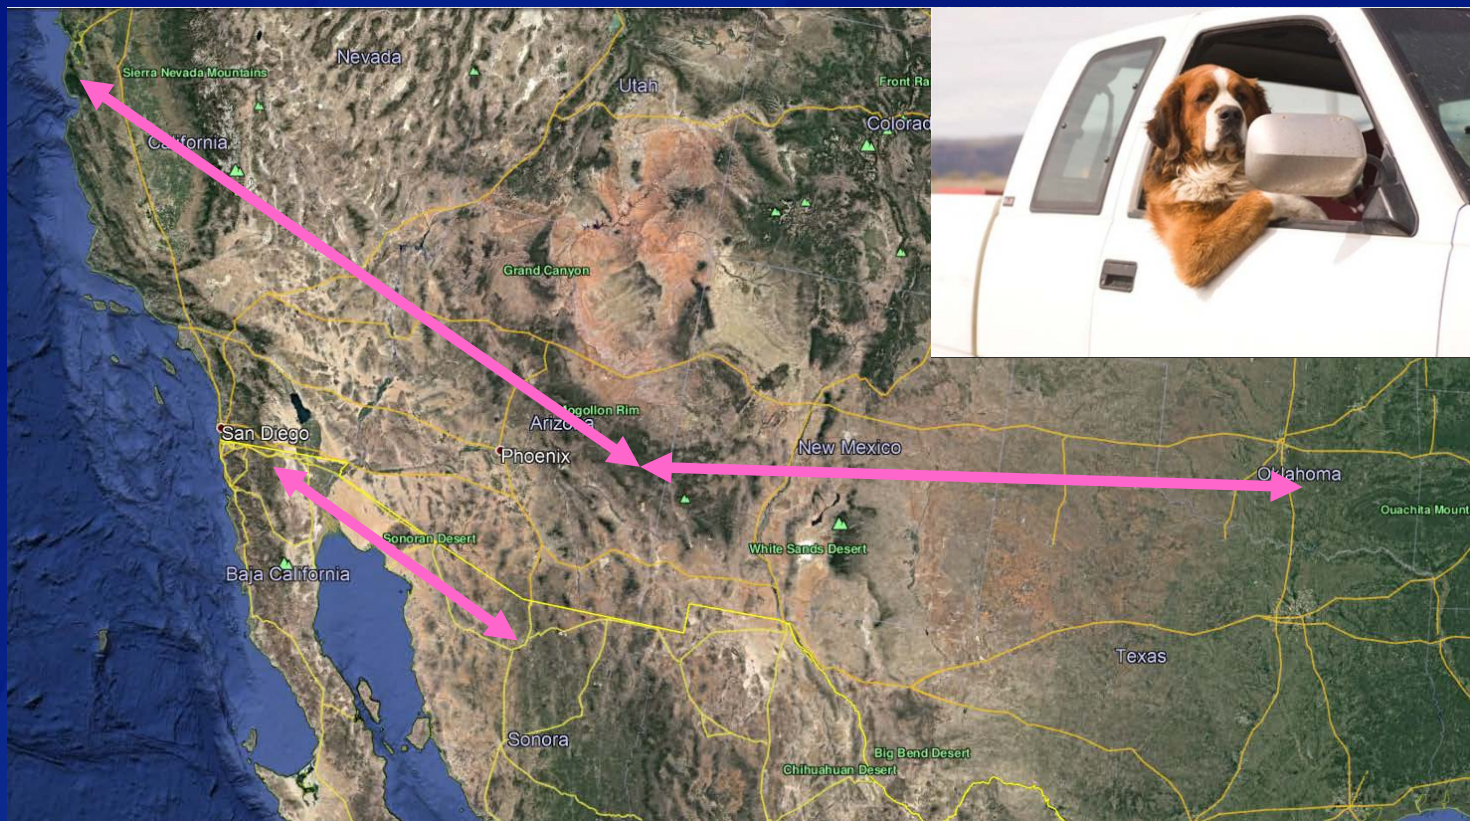 Nevada
Sierra Nevada Mountains
Utah
Front Ra
California
Colorad
Grand Canyon
Mogollon Rim
Arizona
San Diego
Phoenix
New Mexico
Oklahoma
Ouachita Mount
Sonoran Desert
White Sands Desert
Baja California
Texas
Sonora
Big Bend Desert
Chihuahuan Desert